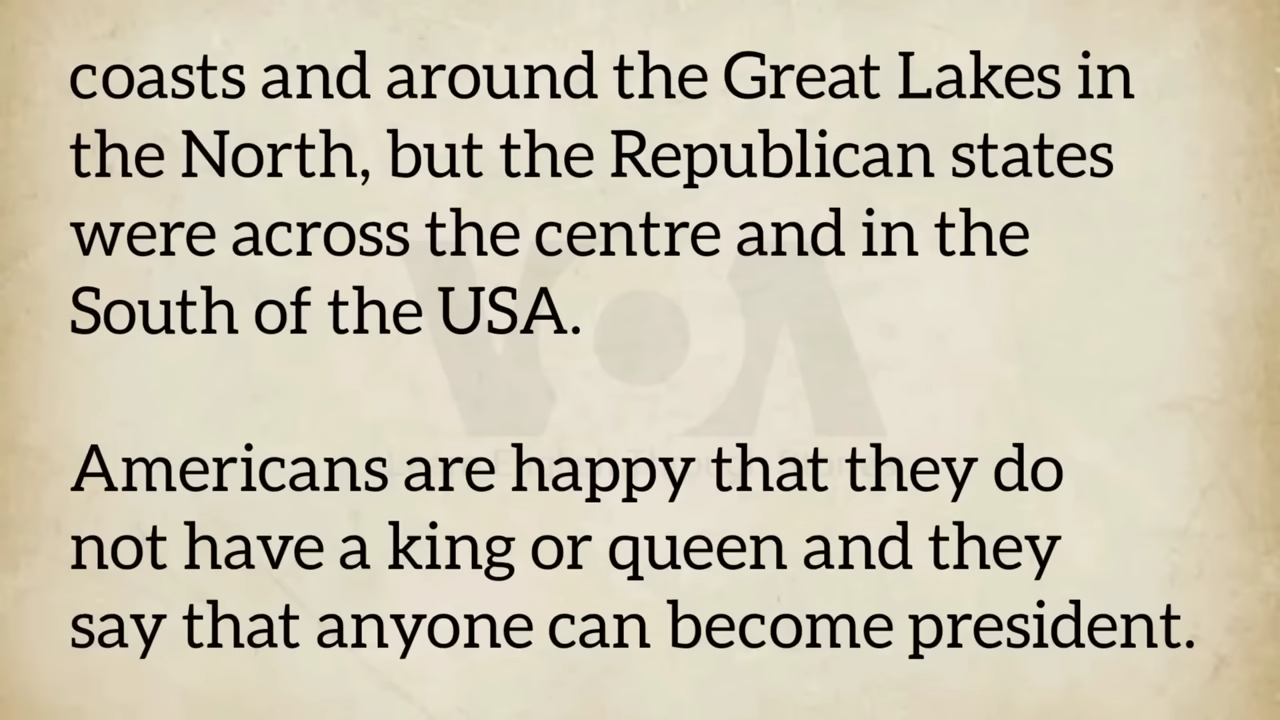 coasts and around the Great Lakes in
the North, but the Republican states
were across the centre and in the
South of the USA.
VOA
Americans are happy that they do
not have a king or queen and they
say that anyone can become president.